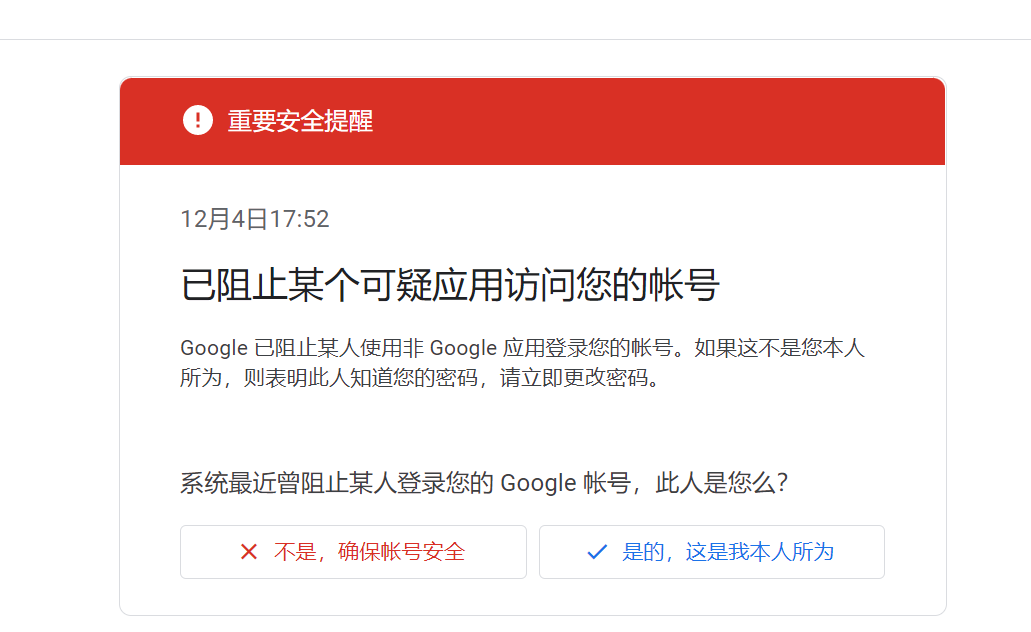 重要安全提醒
12月4日17:52
已阻止某个可疑应用访问您的帐号
Google 已阻止某人使用非 Google 应用登录您的帐号。如果这不是您本人
所为，则表明此人知道您的密码，请立即更改密码。
系统最近曾阻止某人登录您的 Google 帐号，此人是您么？
不是，确保帐号安全
是的，这是我本人所为